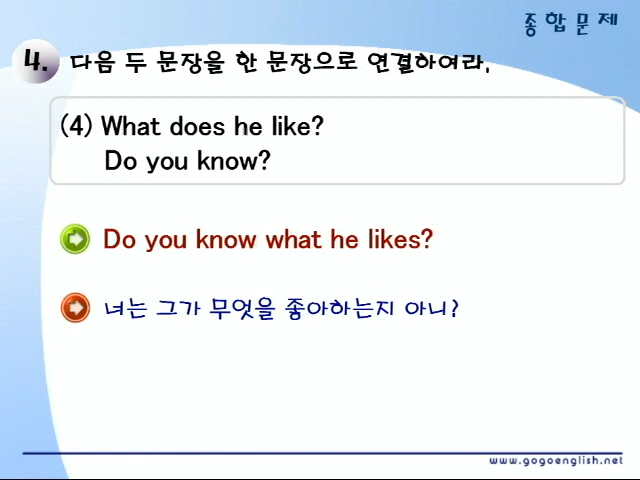 종합문제
4. 다음 두 문장을 한 문장으로 연결하여라.
(4) What does he like?
Do you know?
Do you know what he likes?
너는 그가 무엇을 좋아하는지 아니?
www.gogoenglish.net